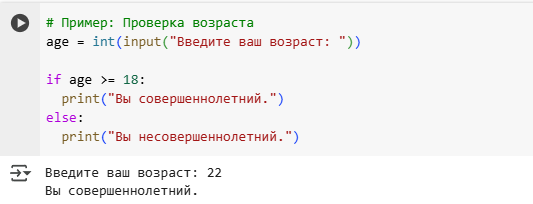 # Пример: Проверка возраста
age = int(input("Введите ваш возраст: "))
if age >= 18:
  print("Вы совершеннолетний.")
else:
  print("Вы несовершеннолетний.")
Введите ваш возраст: 22
Вы совершеннолетний.